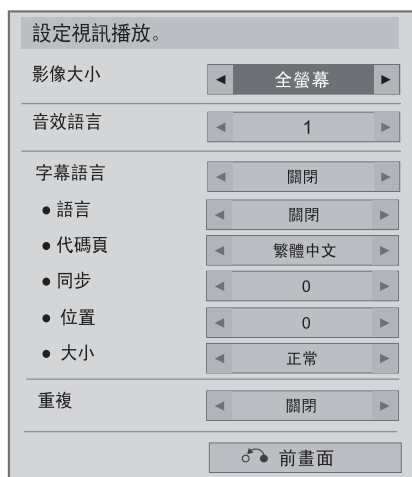 設定視訊播放。
影像大小 ◄ 全螢幕 ►
音效語言 ◄ 1 ►
字幕語言 ◄ 關閉 ►
● 語言 ◄ 關閉 ►
● 代碼頁 ◄ 繁體中文 ►
● 同步 ◄ 0 ►
● 位置 ◄ 0 ►
● 大小 ◄ 正常 ►
重複 ◄ 關閉 ►
前畫面